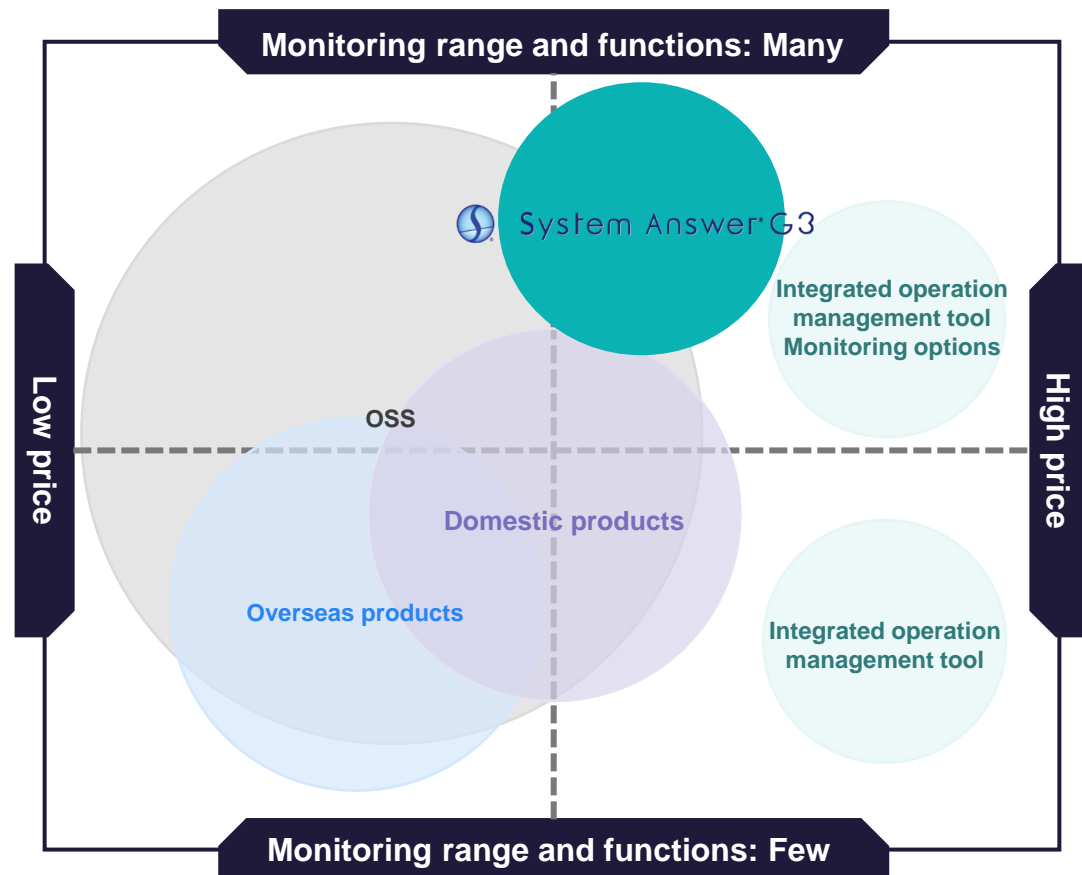 Monitoring range and functions: Many
System Answer G3
Integrated operation
management tool
Monitoring options
Low price
High price
OSS
Domestic products
Overseas products
Integrated operation
management tool
Monitoring range and functions: Few